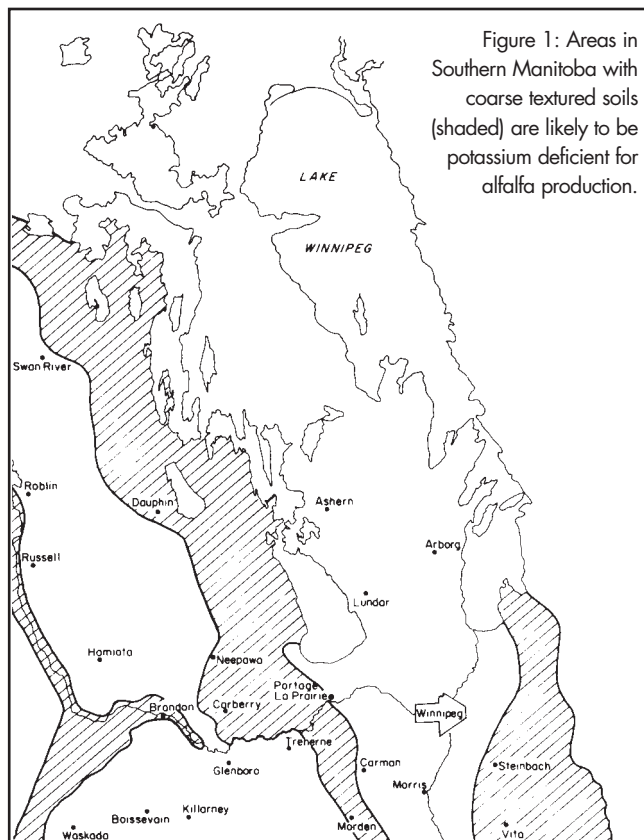 Figure 1: Areas in
Southern Manitoba with
coarse textured soils
(shaded) are likely to be
potassium deficient for
alfalfa production.
LAKE
WINNIPEG
Swan River
Roblin
Dauphin
Ashern
Russell
Arborg
Lundar
Hamiota
Neepawa
Portage
La Prairie
Brandon
Carberry
Winnipeg
Treherne
Glenboro
Carman
Steinbach
Morris
Boissevain
Killarney
Morden
Waskada
Vita